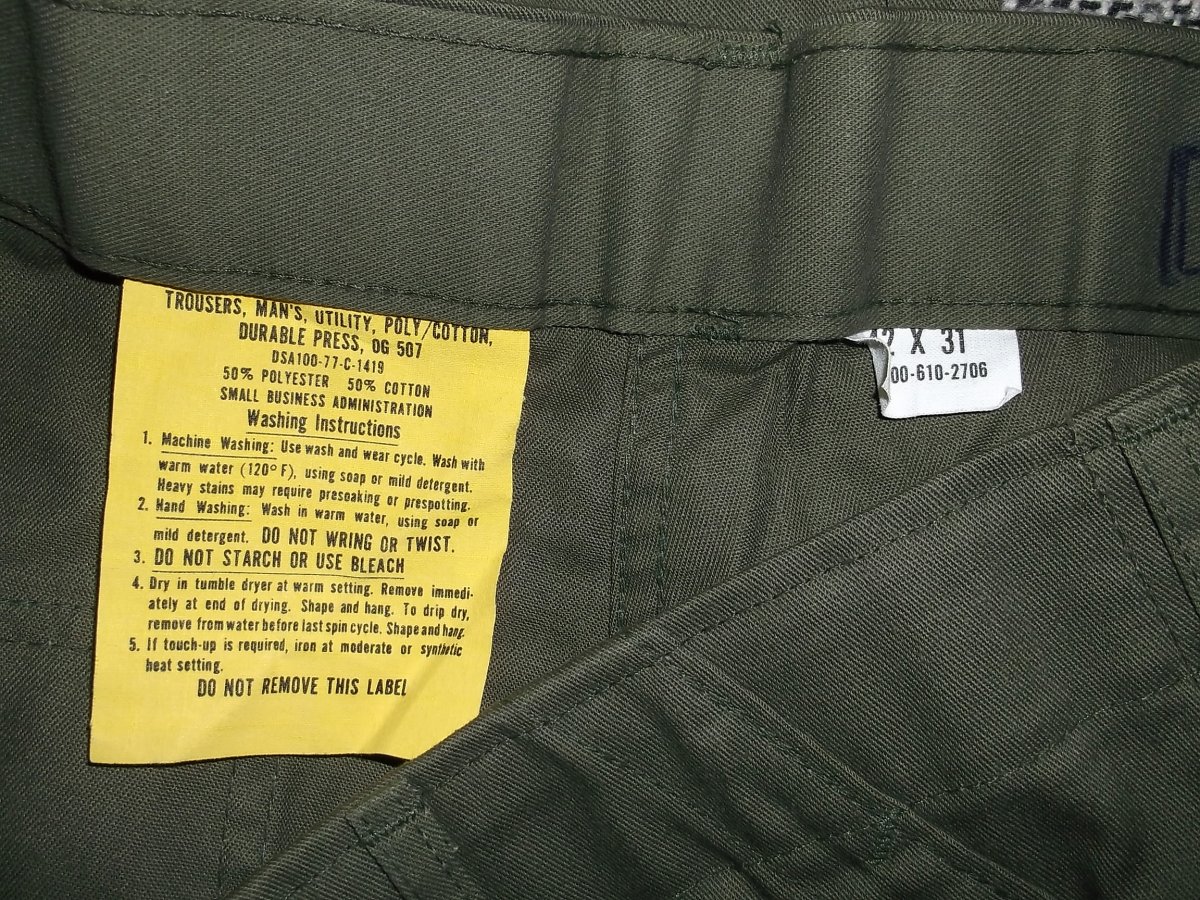 TROUSERS, MAN'S, UTILITY, POLY/COTTON,
DURABLE PRESS, OG 507
DSA100-77-C-1419
50% POLYESTER 50% COTTON
SMALL BUSINESS ADMINISTRATION
Washing Instructions
1. Machine Washing: Use wash and wear cycle. Wash with
warm water (120° F), using soap or mild detergent.
Heavy stains may require presoaking or prespotting.
2. Hand Washing: Wash in warm water, using soap or
mild detergent. DO NOT WRING OR TWIST.
3. DO NOT STARCH OR USE BLEACH
4. Dry in tumble dryer at warm setting. Remove immedi-
ately at end of drying. Shape and hang. To drip dry,
remove from water before last spin cycle. Shape and hang.
5. If touch-up is required, iron at moderate or synthetic
heat setting.
DO NOT REMOVE THIS LABEL
X 31
00-610-2706